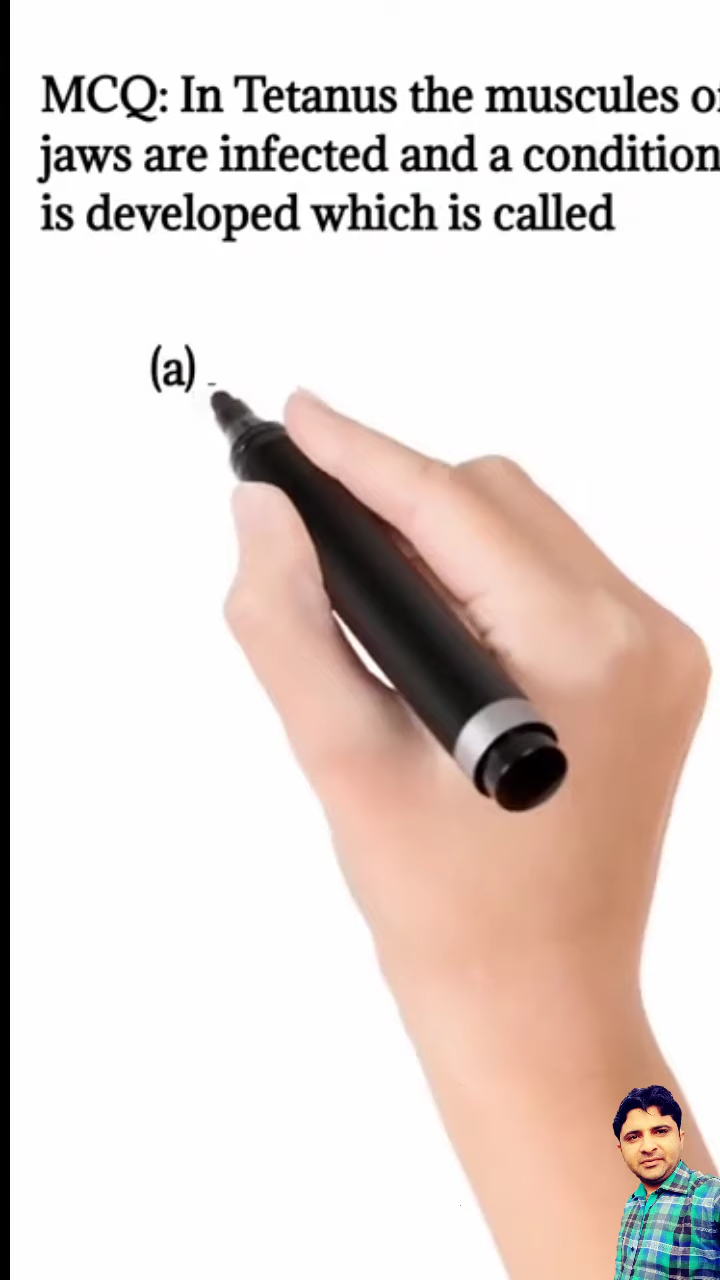 MCQ: In Tetanus the muscules
jaws are infected and a condition
is developed which is called
(a)